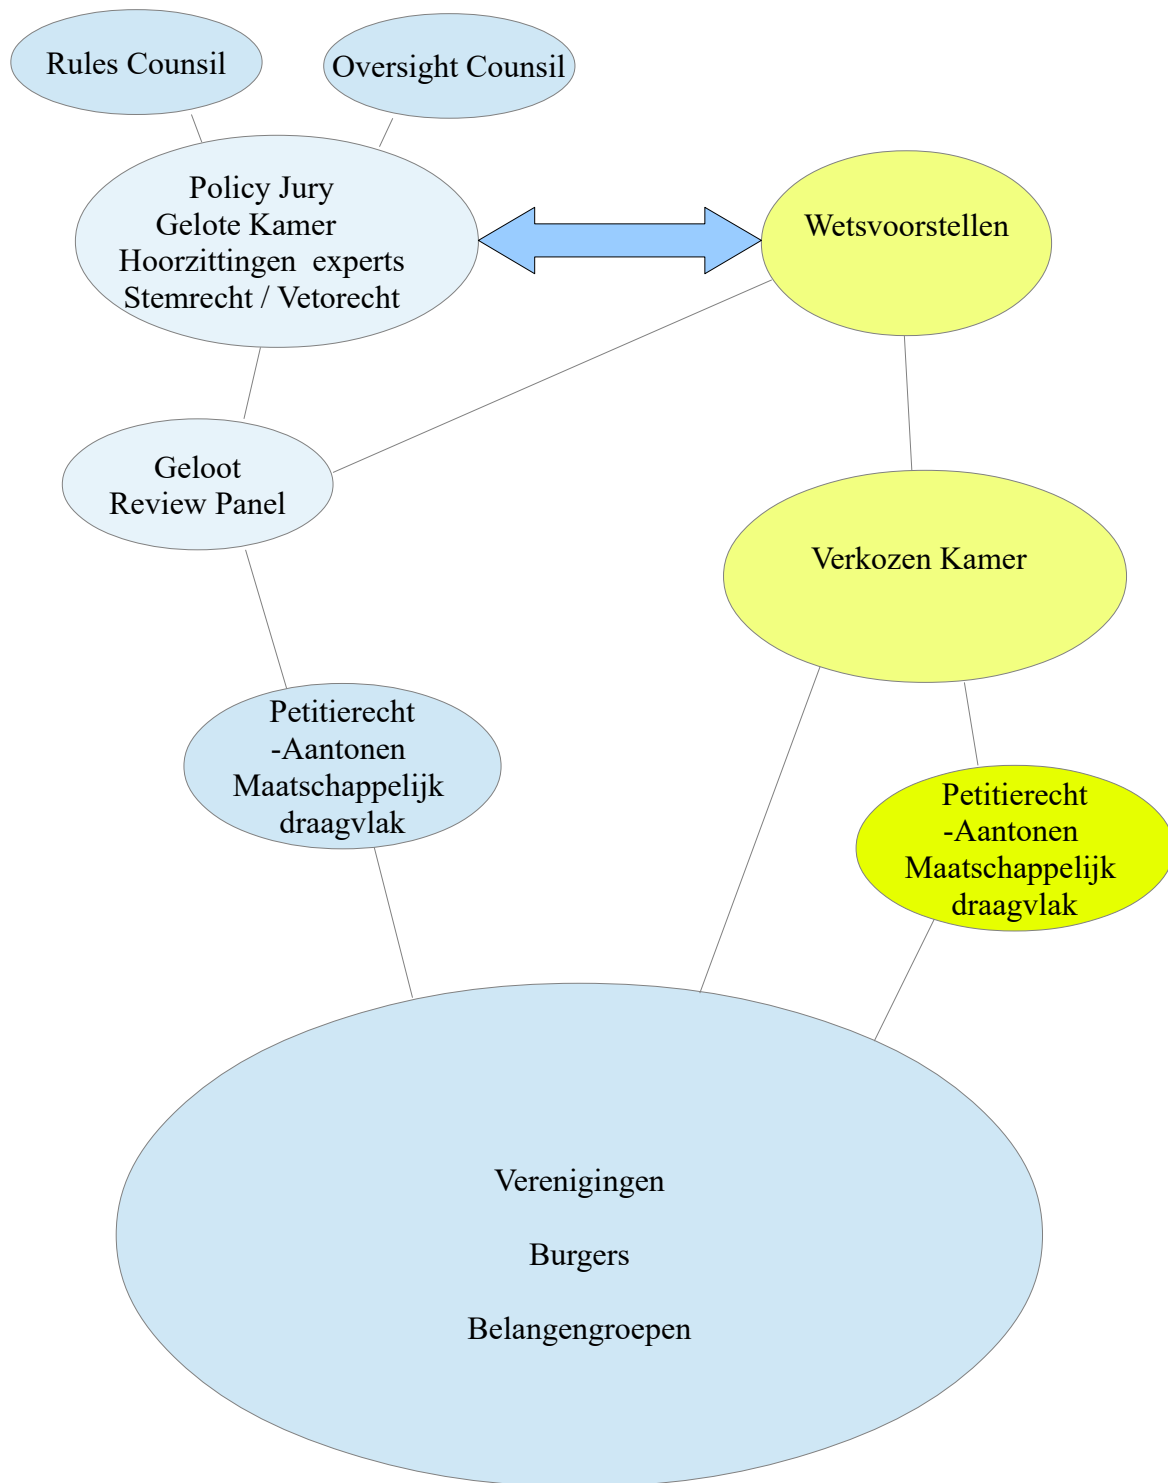 Rules Counsil
Oversight Counsil
Policy Jury
Gelote Kamer
Hoorzittingen  experts
Stemrecht / Vetorecht
Wetsvoorstellen
Geloot
Review Panel
Verkozen Kamer
Petitierecht
-Aantonen
Maatschappelijk
draagvlak
Petitierecht
-Aantonen
Maatschappelijk
draagvlak
Verenigingen
Burgers
Belangengroepen